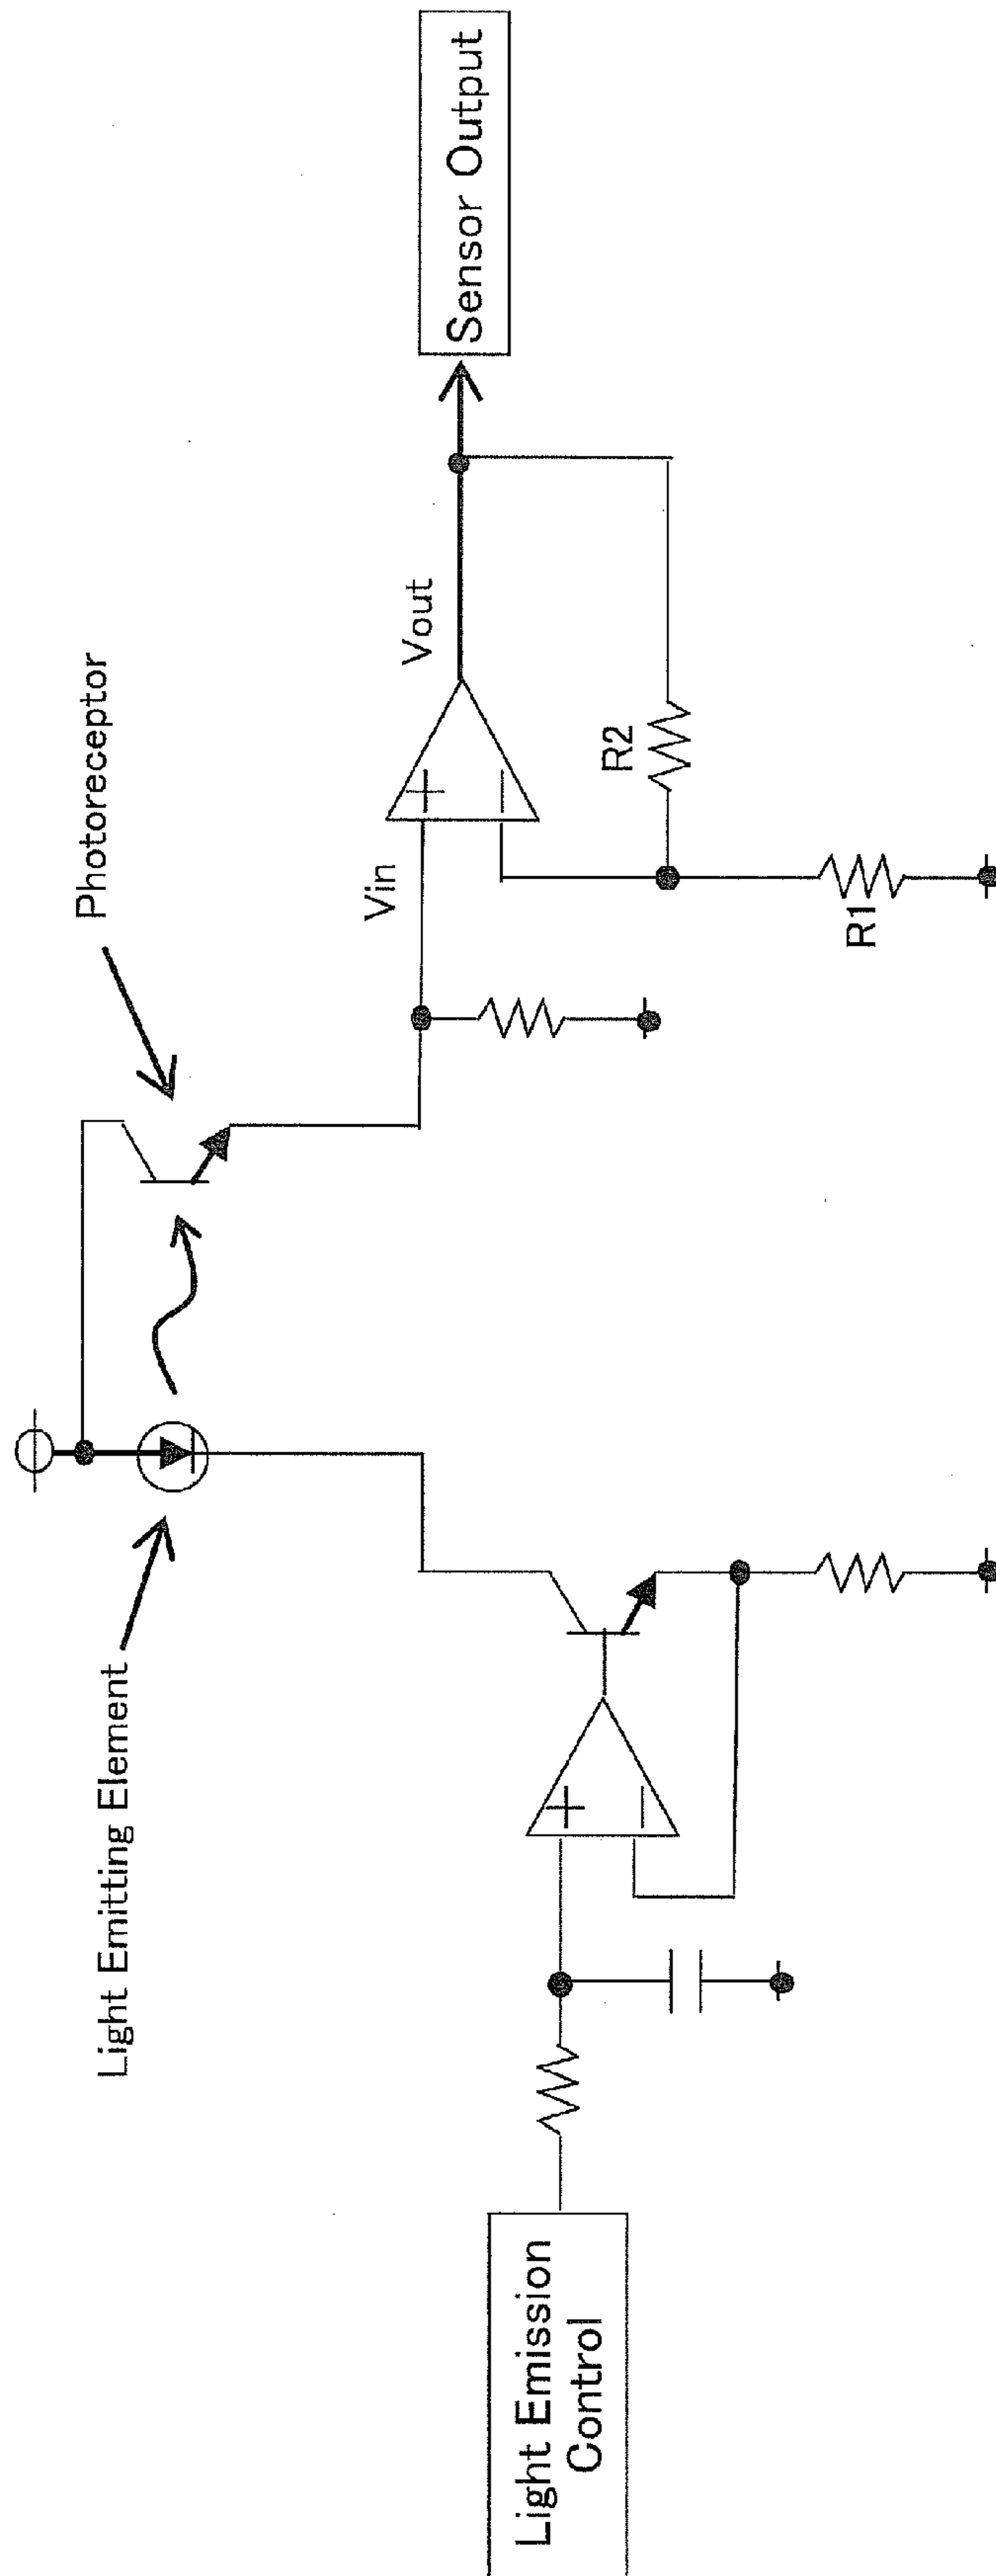 Light Emitting Element
Photoreceptor
Light Emission
Control
+
−
Vin
+
−
Vout
Sensor Output
R2
R1